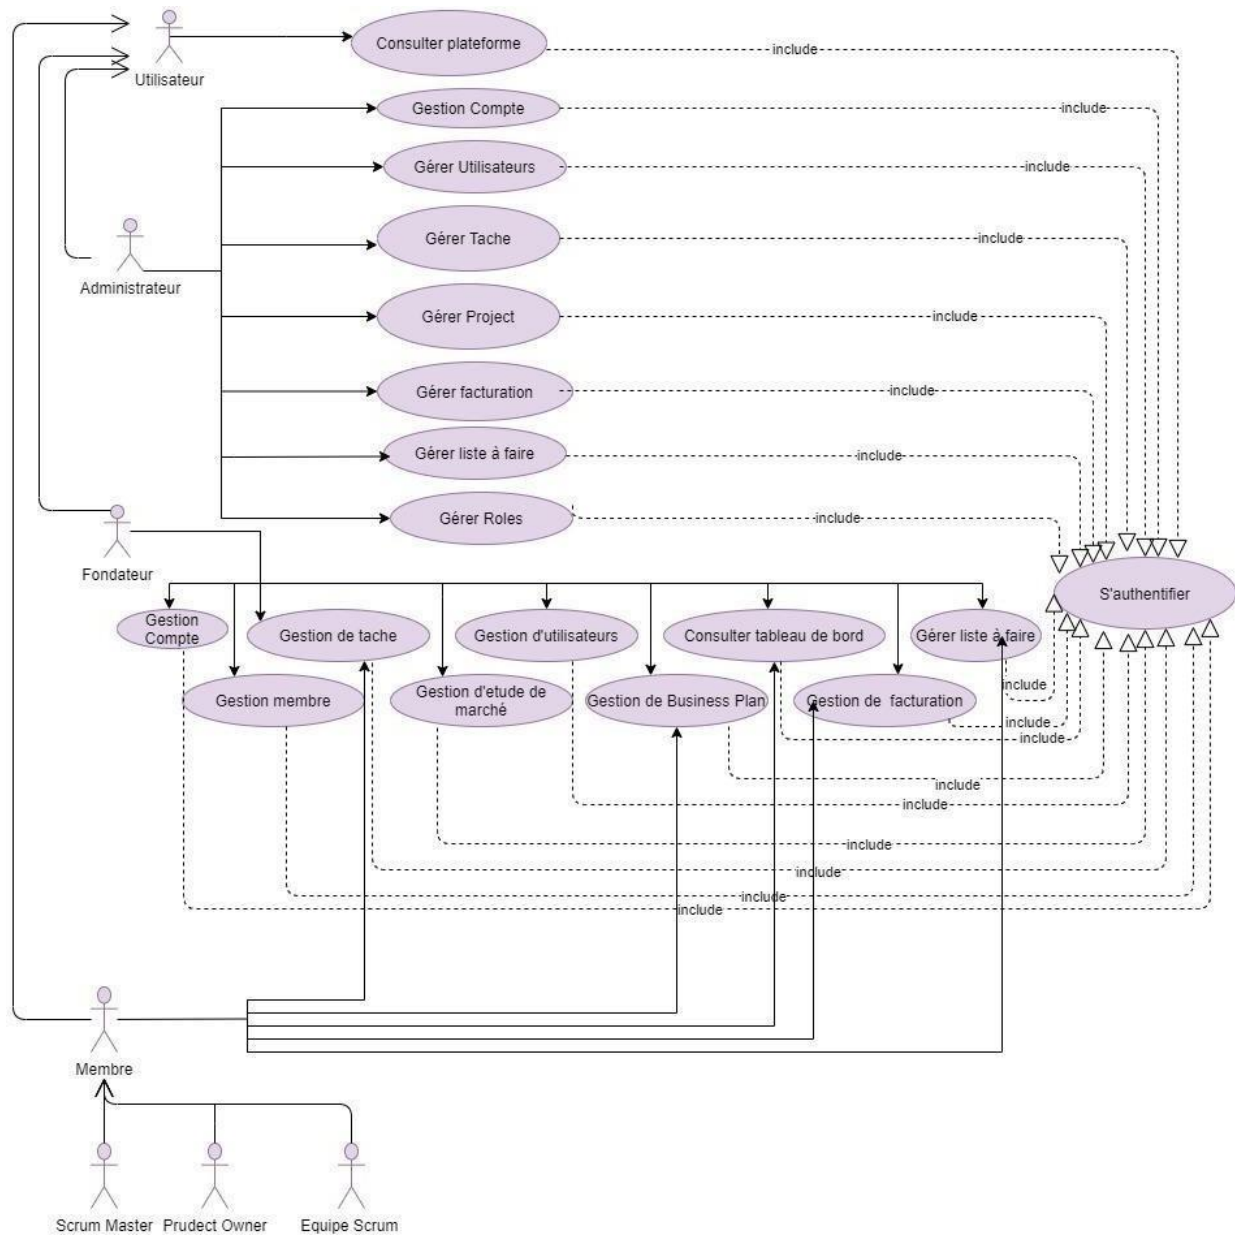 Utilisateur
Consulter plateforme
include
Gestion Compte
include
Gérer Utilisateurs
include
Gérer Tache
include
Administrateur
Gérer Project
include
Gérer facturation
include
Gérer liste à faire
include
Gérer Roles
include
Fondateur
S'authentifier
Gestion
Compte
Gestion de tache
Gestion d'utilisateurs
Consulter tableau de bord
Gérer liste à faire
Gestion membre
Gestion d'etude de
marché
Gestion de Business Plan
Gestion de facturation
include
include
include
include
include
include
include
include
include
Membre
Scrum Master
Prudect Owner
Equipe Scrum